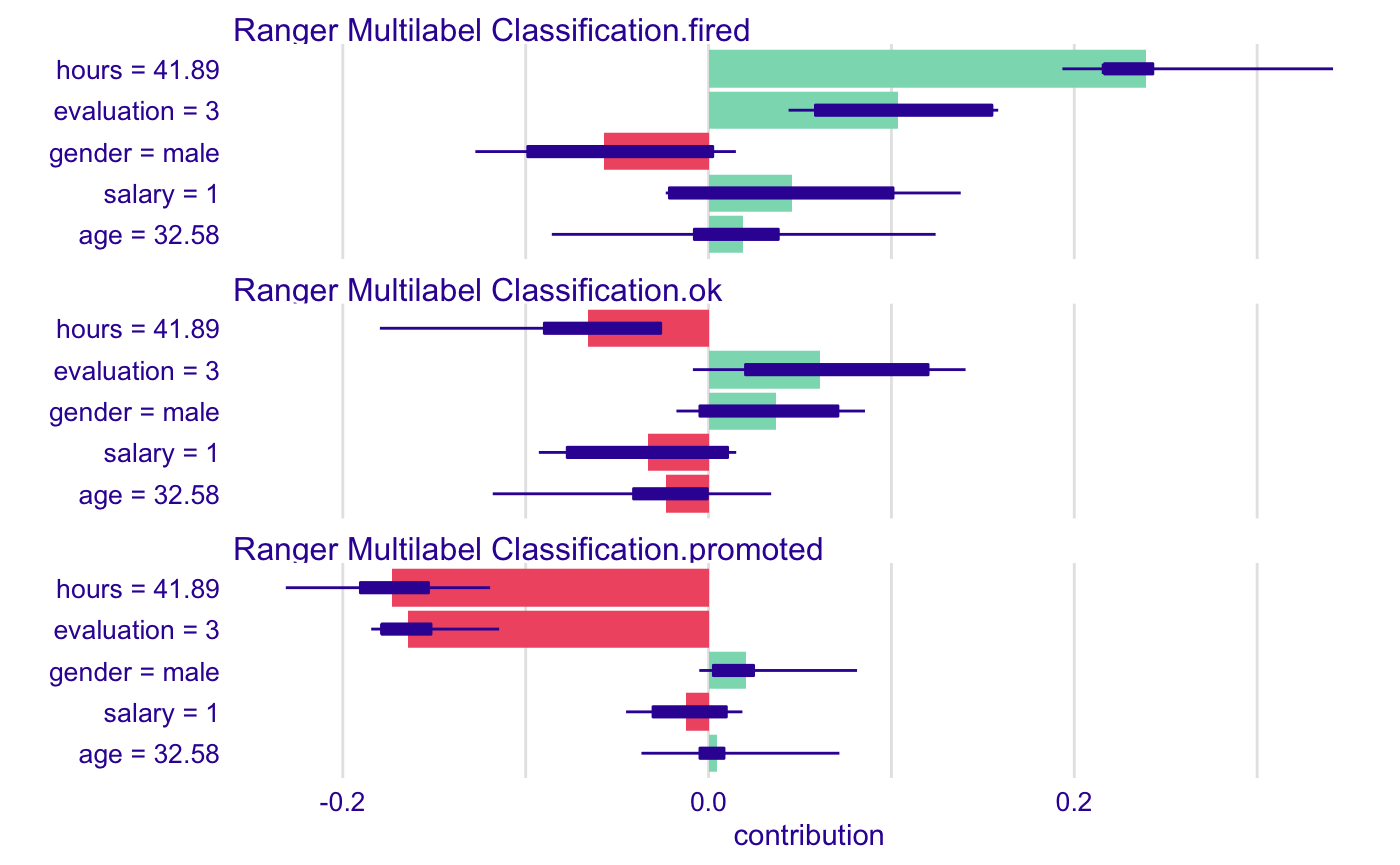 Ranger Multilabel Classification.fired
hours = 41.89
evaluation = 3
gender = male
salary = 1
age = 32.58
Ranger Multilabel Classification.ok
hours = 41.89
evaluation = 3
gender = male
salary = 1
age = 32.58
Ranger Multilabel Classification.promoted
hours = 41.89
evaluation = 3
gender = male
salary = 1
age = 32.58
-0.2 0.0 0.2
contribution